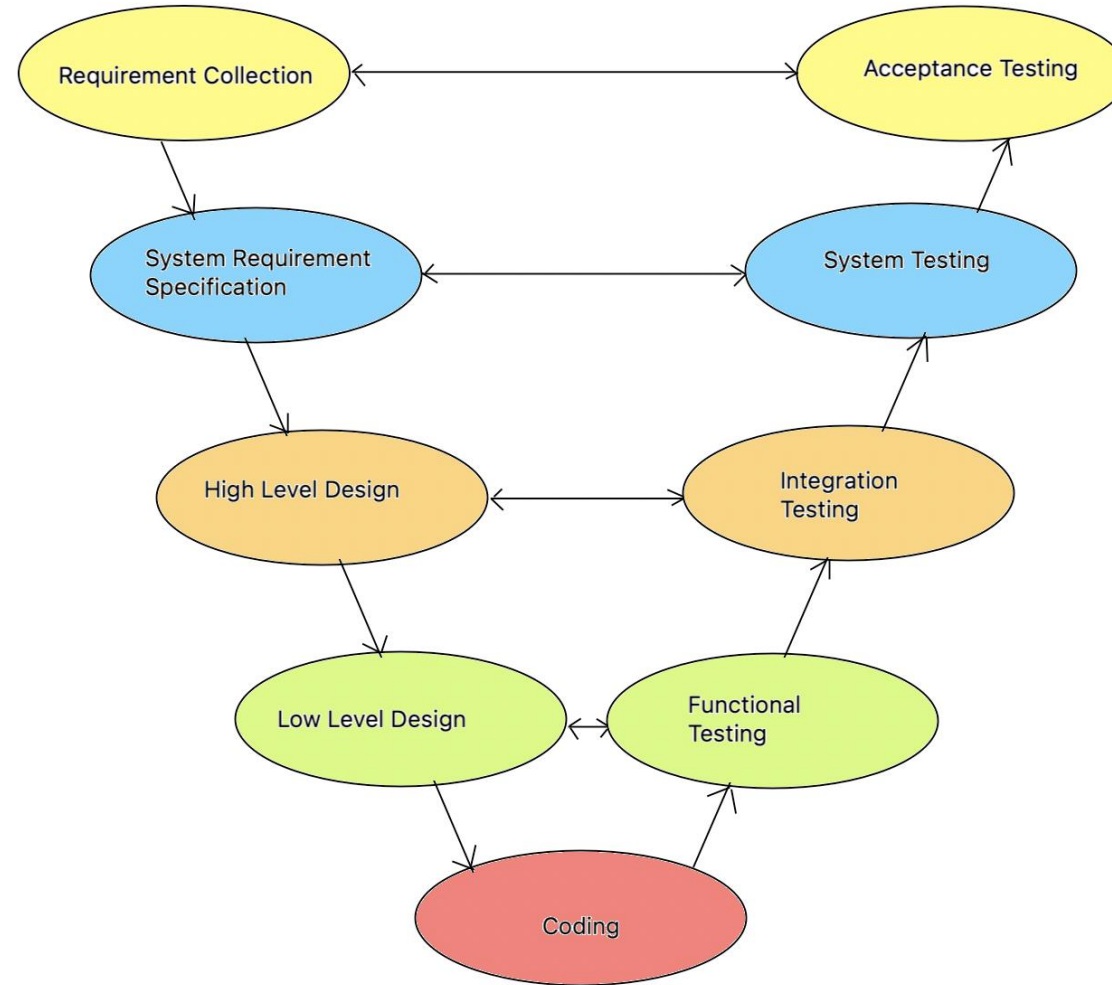 Requirement Collection
Acceptance Testing
System Requirement
Specification
System Testing
High Level Design
Integration
Testing
Low Level Design
Functional
Testing
Coding